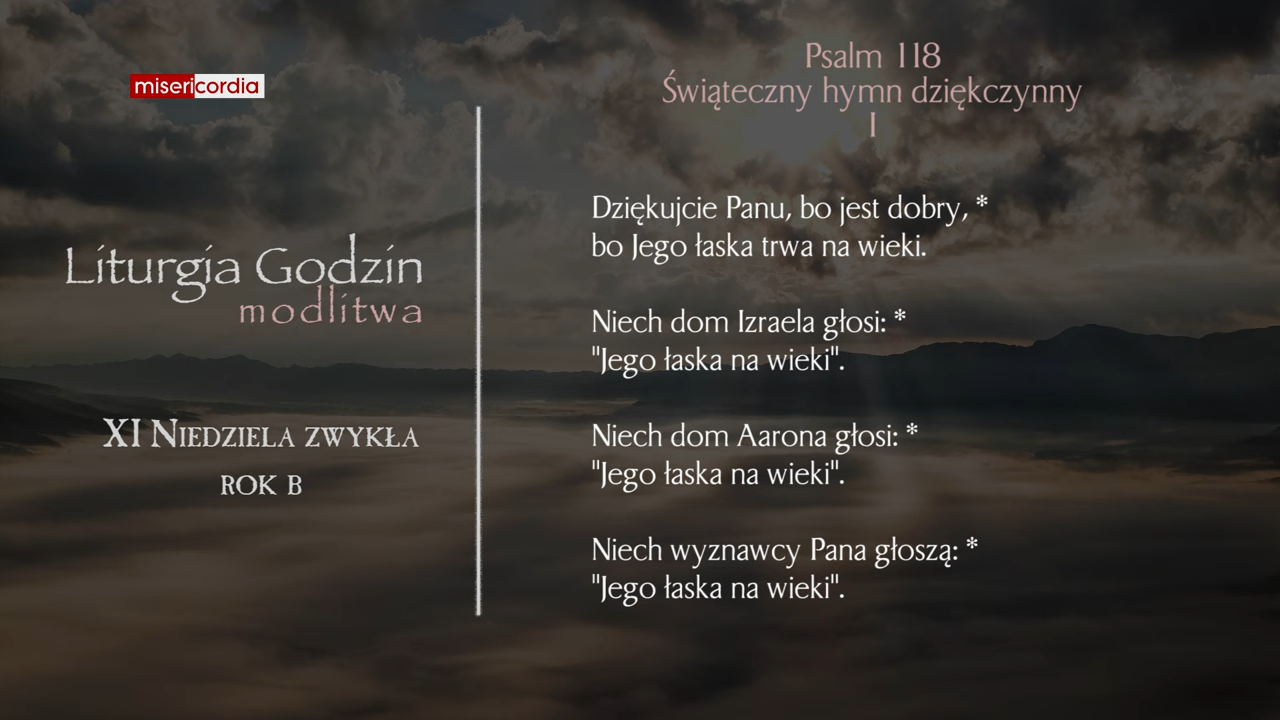 misericordia
Liturgia Godzin
modlitwa
XI Niedziela zwykła
rok B
Psalm 118
Świąteczny hymn dziękczynny
I
Dziękujcie Panu, bo jest dobry, *
bo Jego łaska trwa na wieki.
Niech dom Izraela głosi: *
"Jego łaska na wieki".
Niech dom Aarona głosi: *
"Jego łaska na wieki".
Niech wyznawcy Pana głoszą: *
"Jego łaska na wieki".